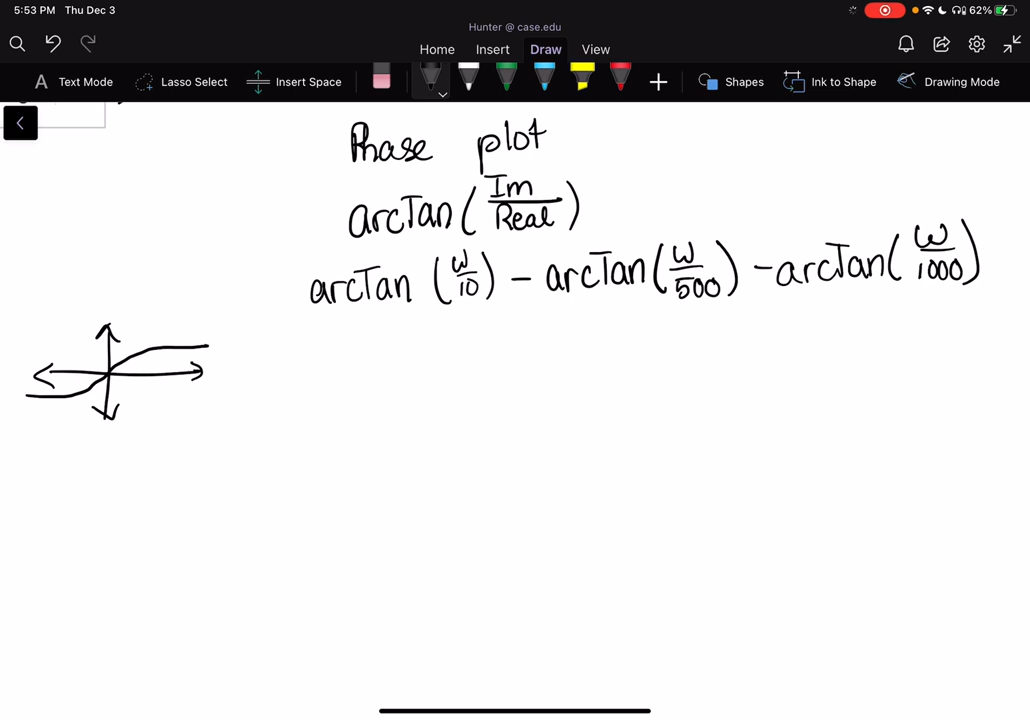 5:53 PM Thu Dec 3
62%
Hunter @ case.edu
Home Insert Draw View
Text Mode Lasso Select Insert Space Shapes Ink to Shape Drawing Mode
Phase plot
arcTan(Im/Real)
arcTan(ω/10) - arcTan(ω/500) - arcTan(ω/1000)